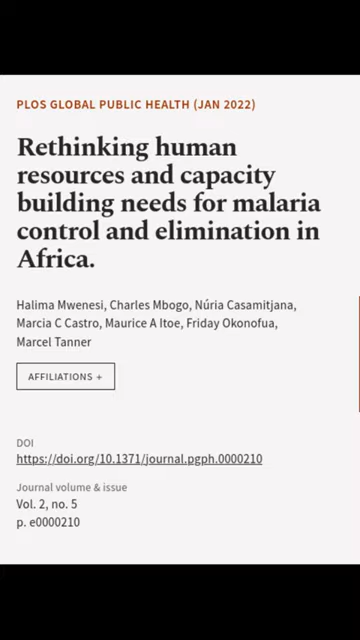 PLOS GLOBAL PUBLIC HEALTH (JAN 2022)
Rethinking human
resources and capacity
building needs for malaria
control and elimination in
Africa.
Halima Mwenesi, Charles Mbogo, Núria Casamitjana,
Marcia C Castro, Maurice A Itoe, Friday Okonofua,
Marcel Tanner
AFFILIATIONS +
DOI
https://doi.org/10.1371/journal.pgph.0000210
Journal volume & issue
Vol. 2, no. 5
p. e0000210